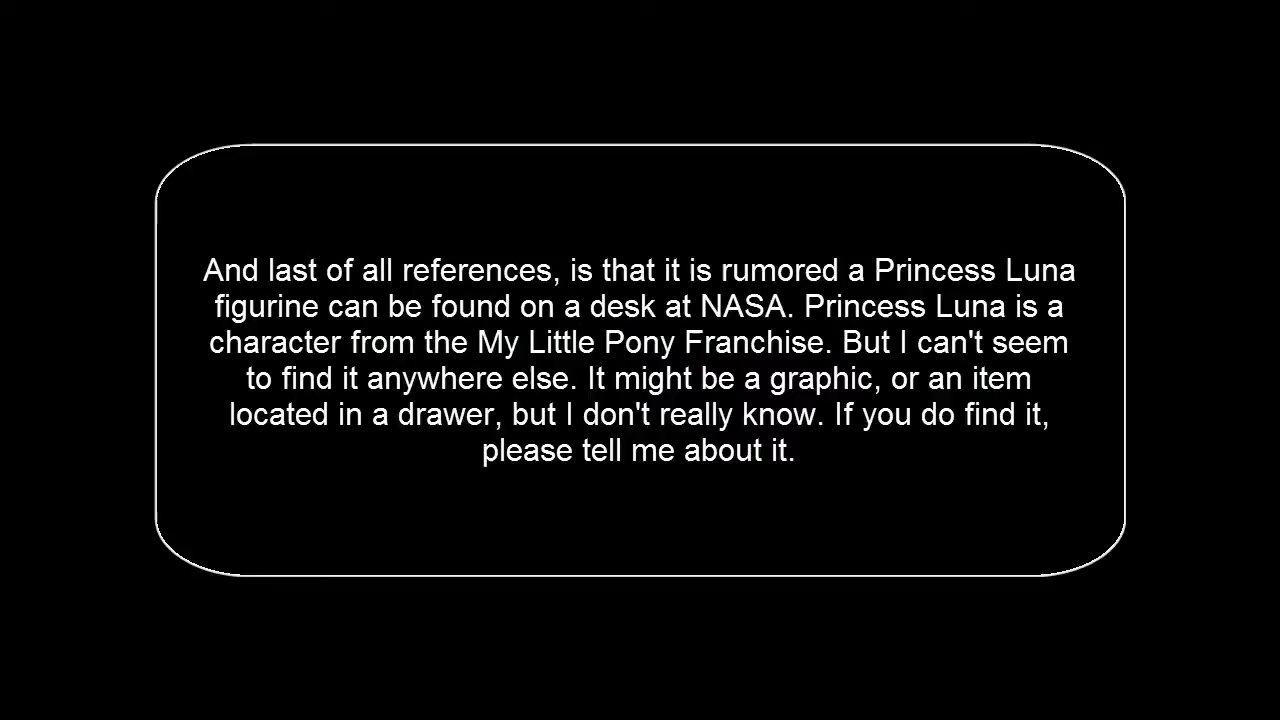 And last of all references, is that it is rumored a Princess Luna
figurine can be found on a desk at NASA. Princess Luna is a
character from the My Little Pony Franchise. But I can't seem
to find it anywhere else. It might be a graphic, or an item
located in a drawer, but I don't really know. If you do find it,
please tell me about it.